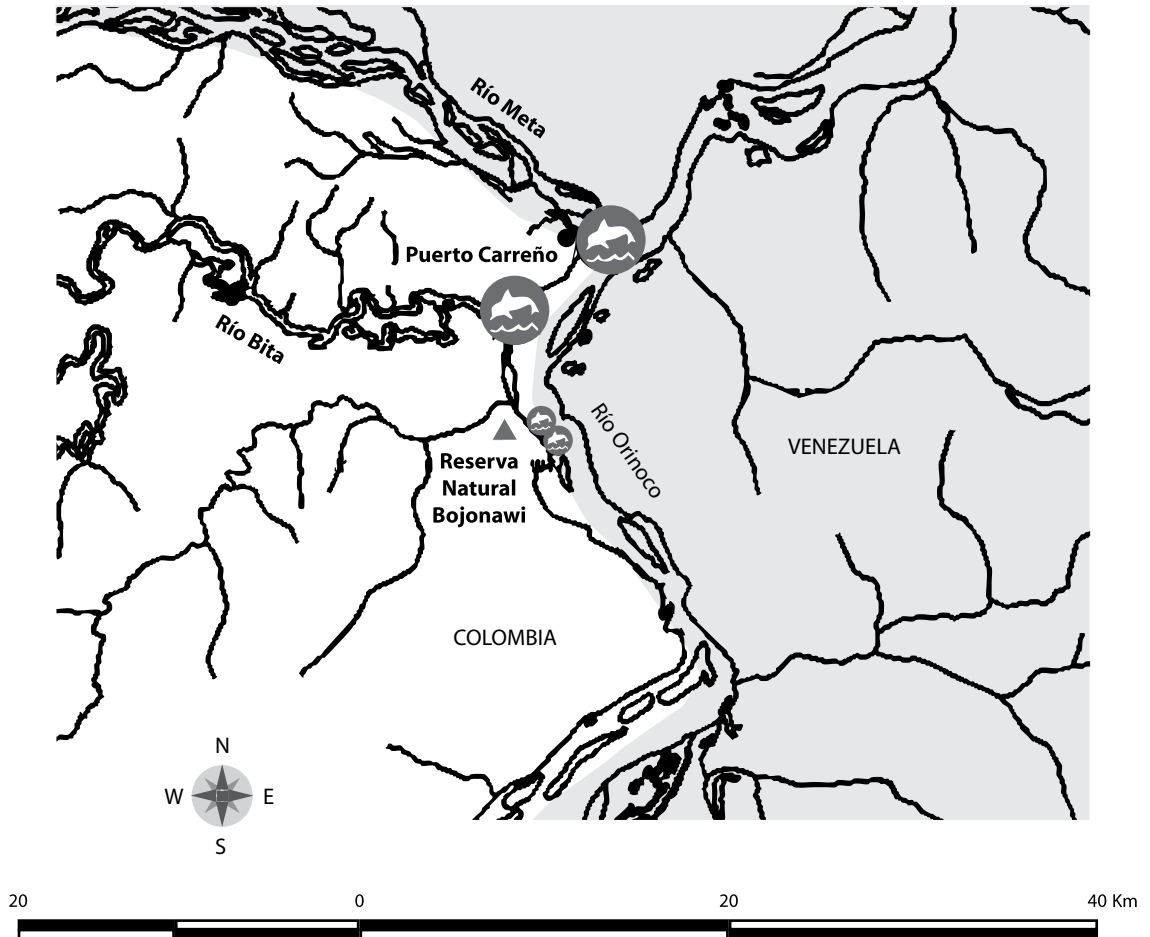 Río Meta
Puerto Carreño
Río Bita
Río Orinoco
VENEZUELA
Reserva
Natural
Bojonawi
COLOMBIA
N
W E
S
20 0 20 40 Km